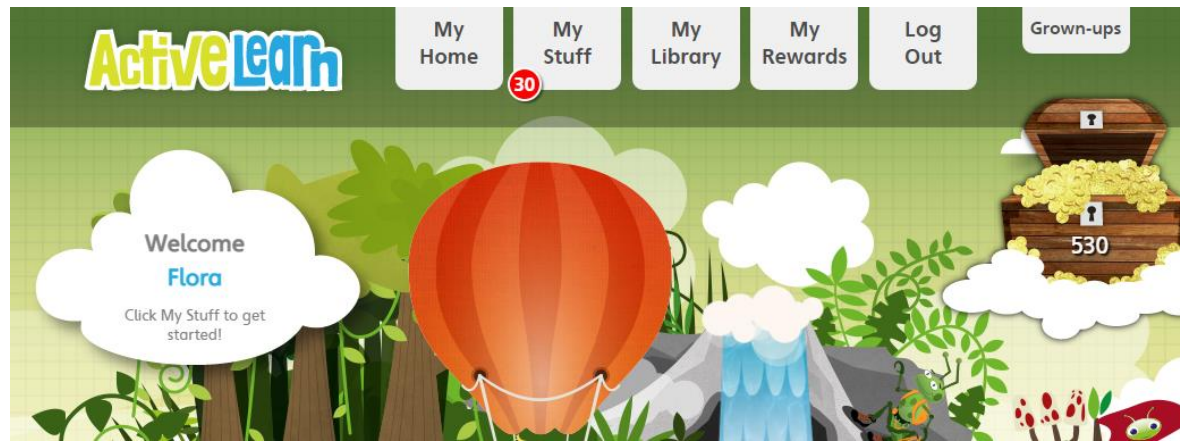 ActiveLearn
My Home
My Stuff
My Library
My Rewards
Log Out
Grown-ups
30
530
Welcome
Flora
Click My Stuff to get
started!